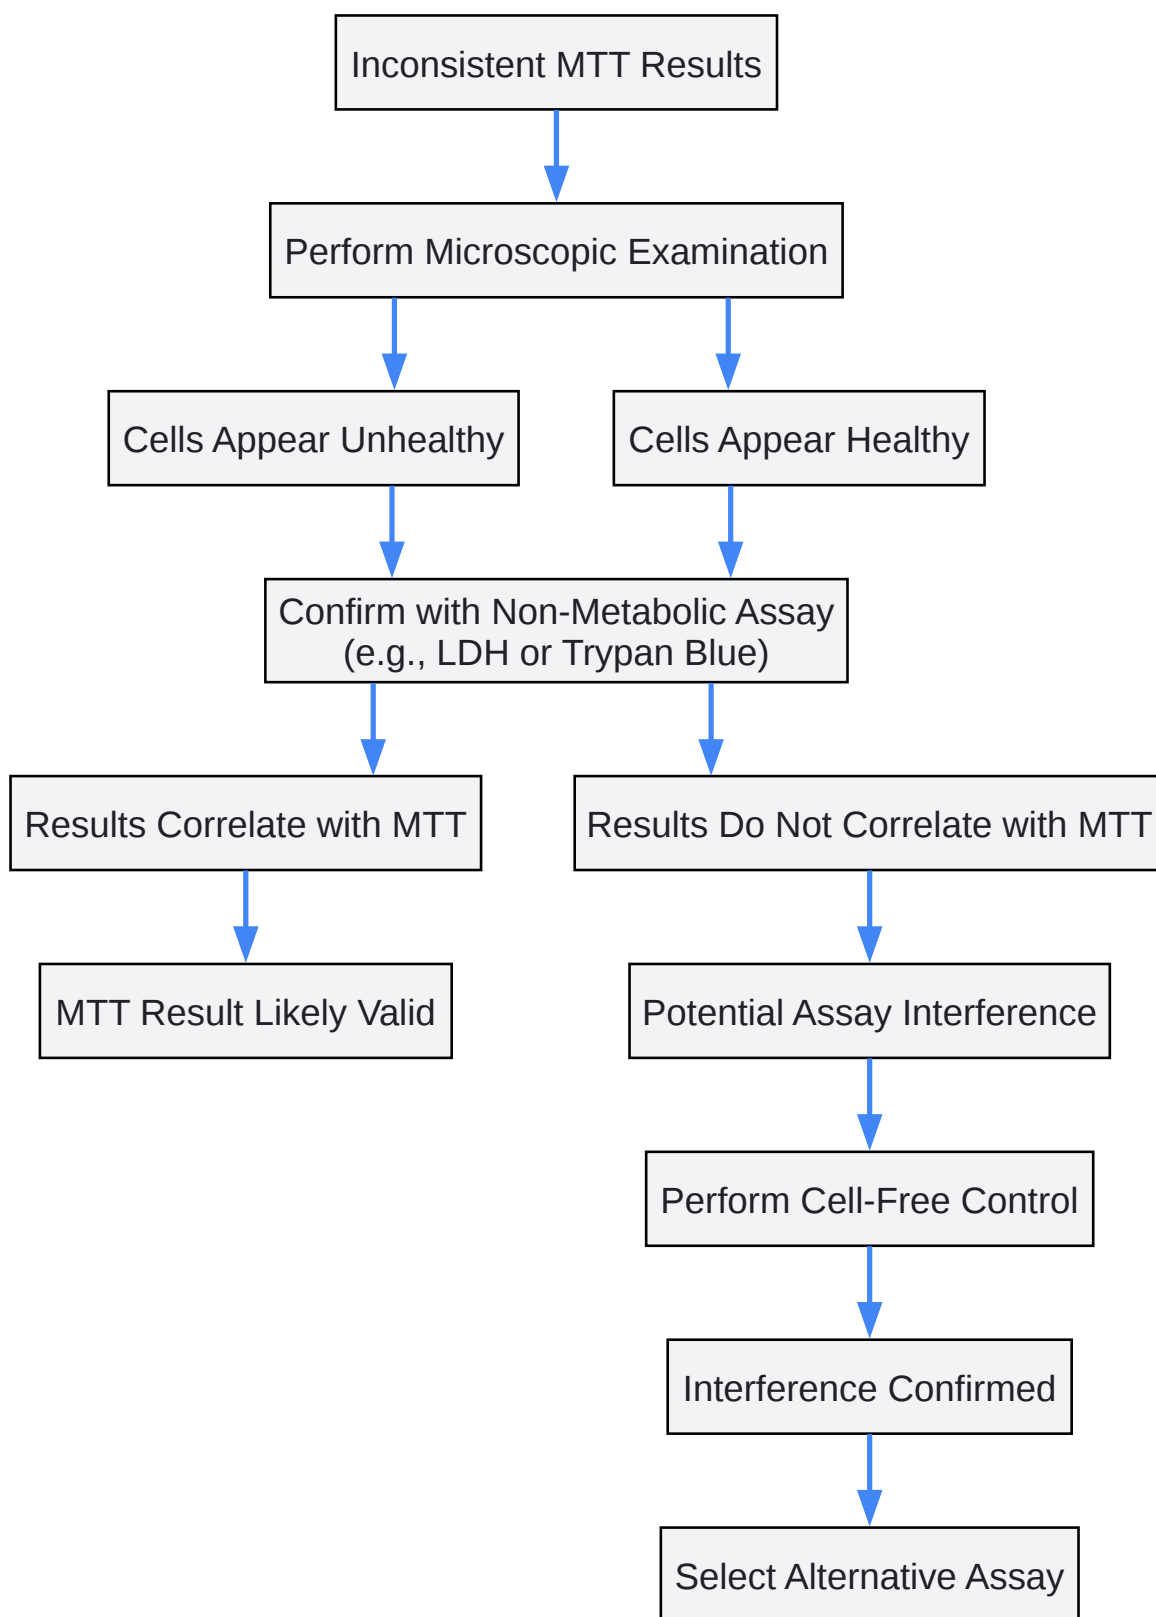 Inconsistent MTT Results
Perform Microscopic Examination
Cells Appear Unhealthy
Cells Appear Healthy
Confirm with Non-Metabolic Assay
(e.g., LDH or Trypan Blue)
Results Correlate with MTT
Results Do Not Correlate with MTT
MTT Result Likely Valid
Potential Assay Interference
Perform Cell-Free Control
Interference Confirmed
Select Alternative Assay